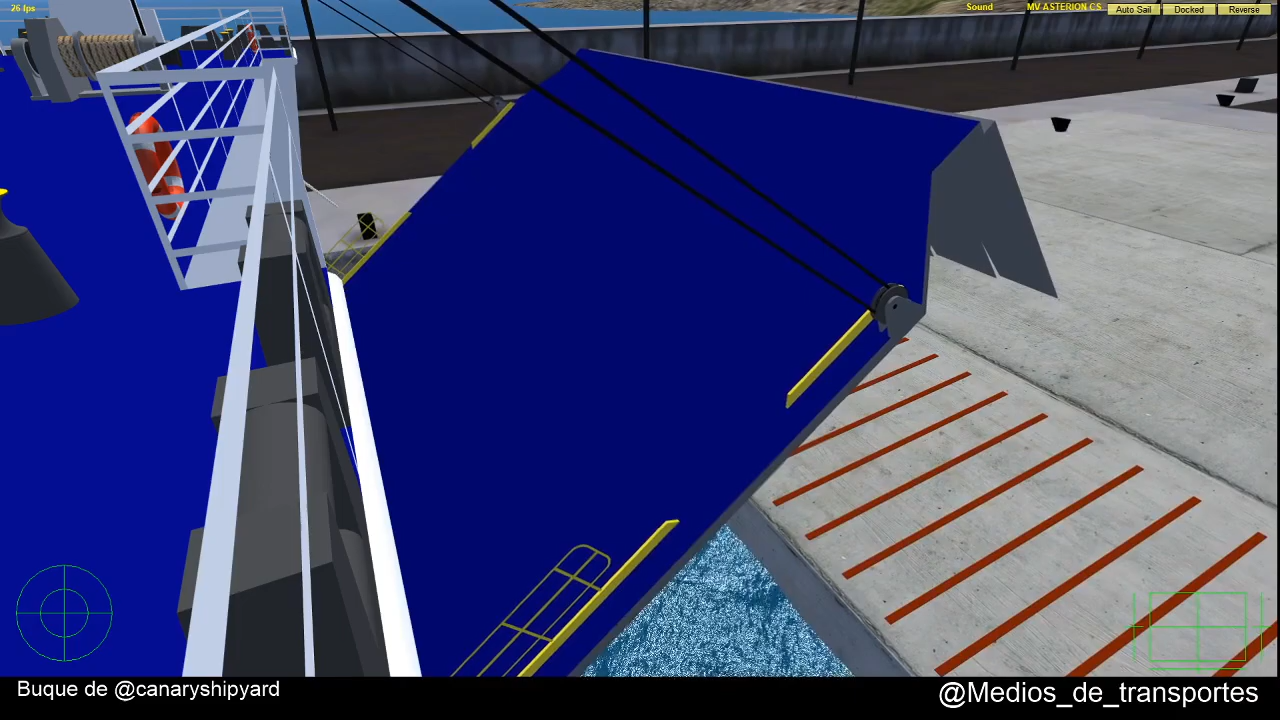 26 fps
Sound
MV ASTERION CS
Auto Sail
Docked
Reverse
Buque de @canaryshipyard
@Medios_de_transportes